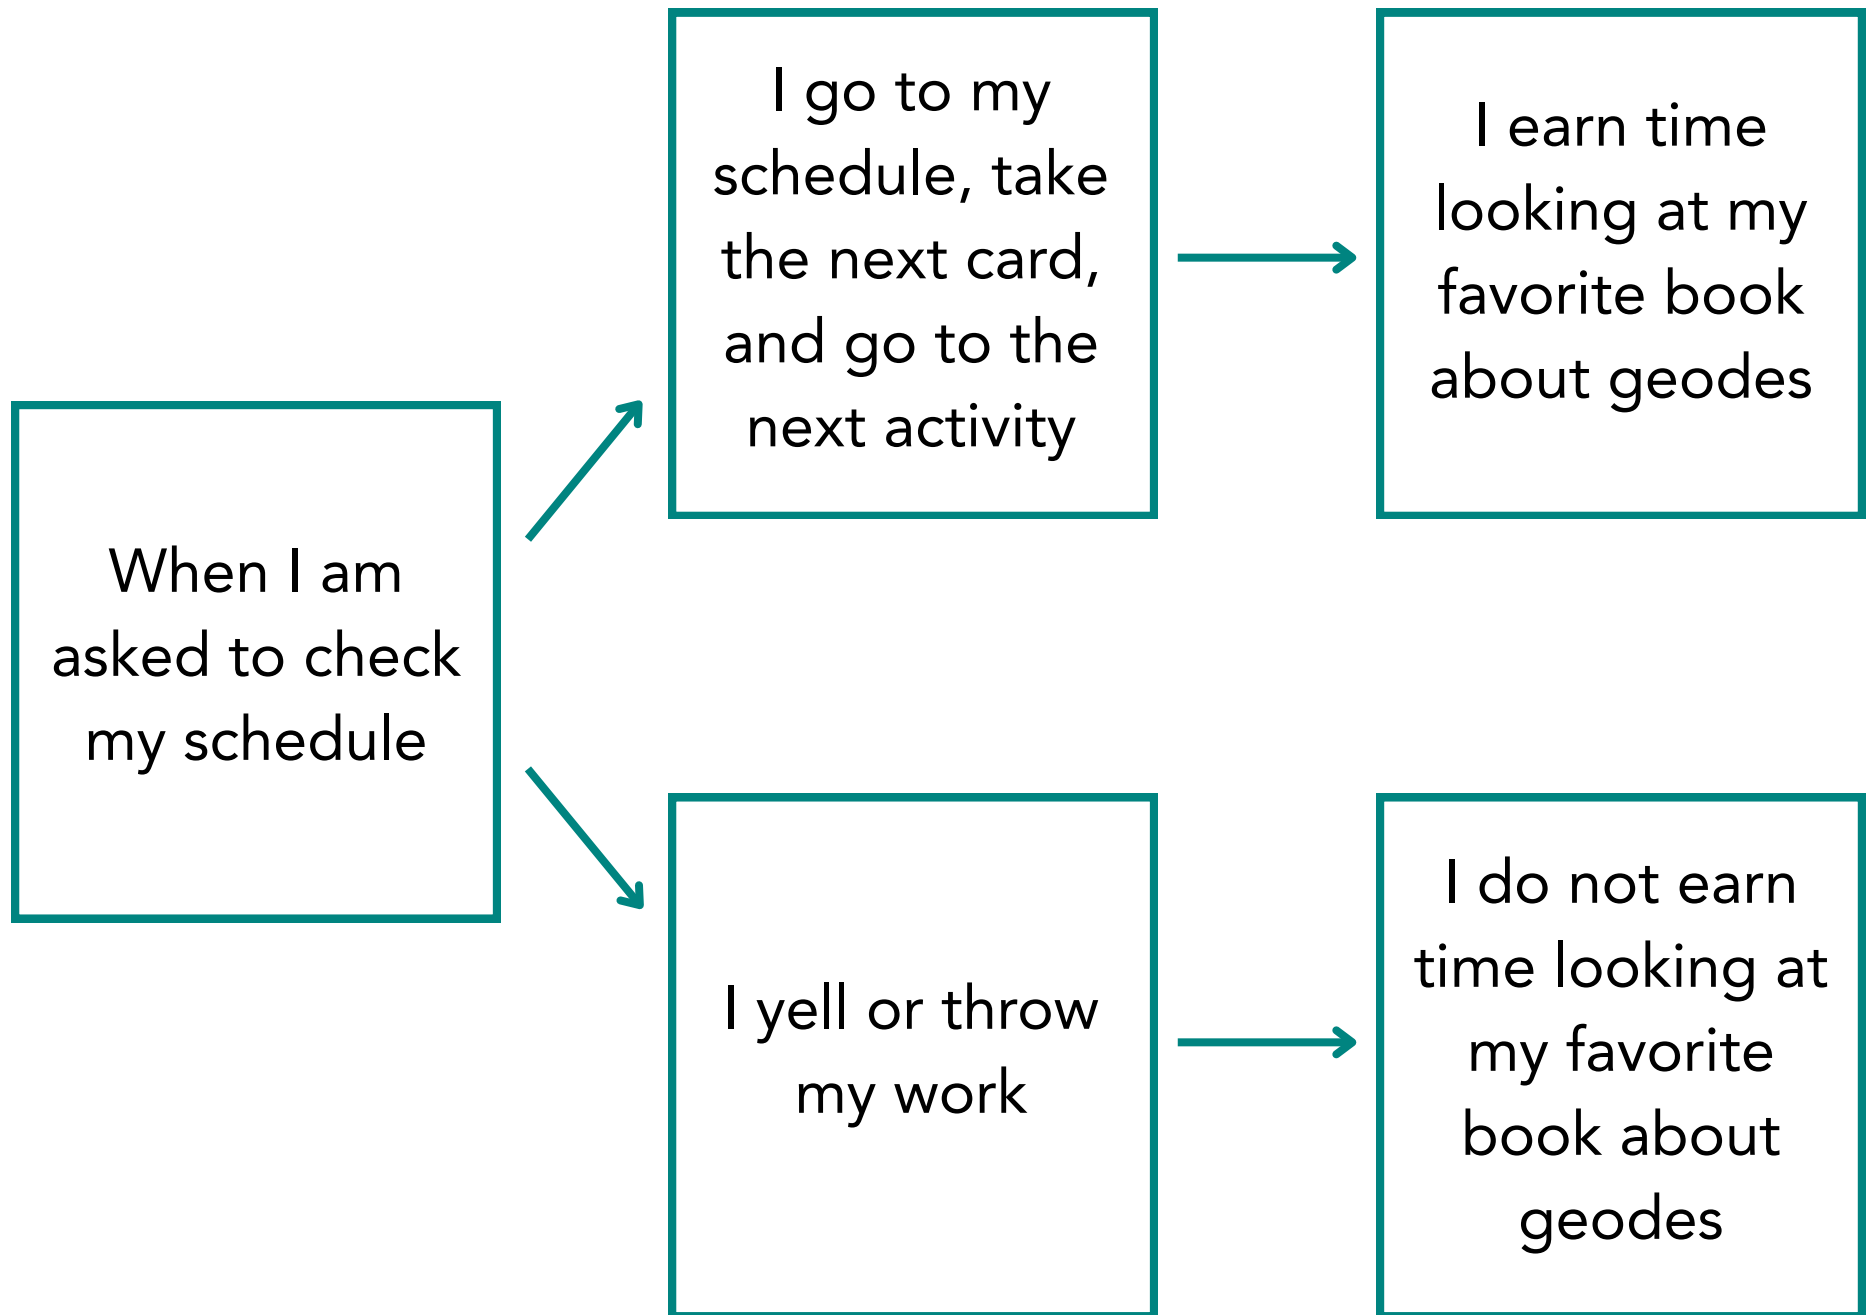 When I am
asked to check
my schedule
I go to my
schedule, take
the next card,
and go to the
next activity
I earn time
looking at my
favorite book
about geodes
I yell or throw
my work
I do not earn
time looking at
my favorite
book about
geodes